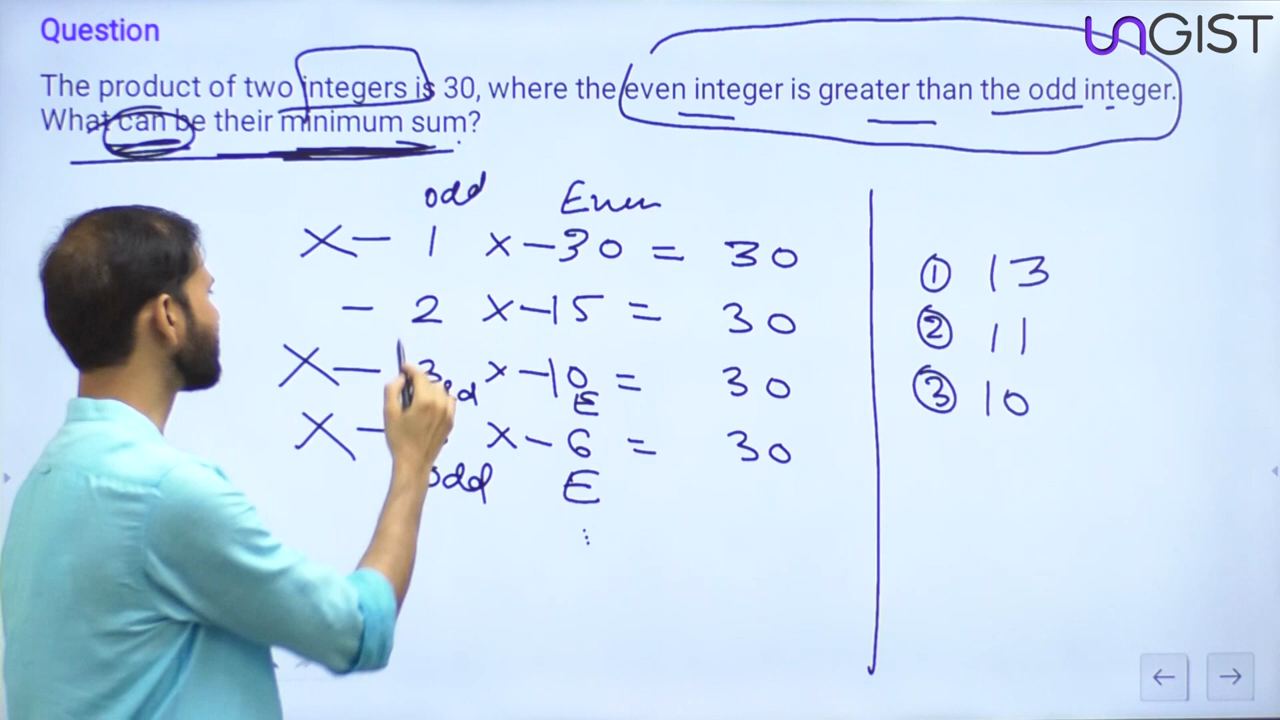 Question
UNGIST
The product of two integers is 30, where the even integer is greater than the odd integer.
What can be their minimum sum?
odd Even
× - 1 × -30 = 30
- 2 × -15 = 30
× - 3 × -10 = 30
E
× - × -6 = 30
odd E
⋮
① 13
② 11
③ 10
← →